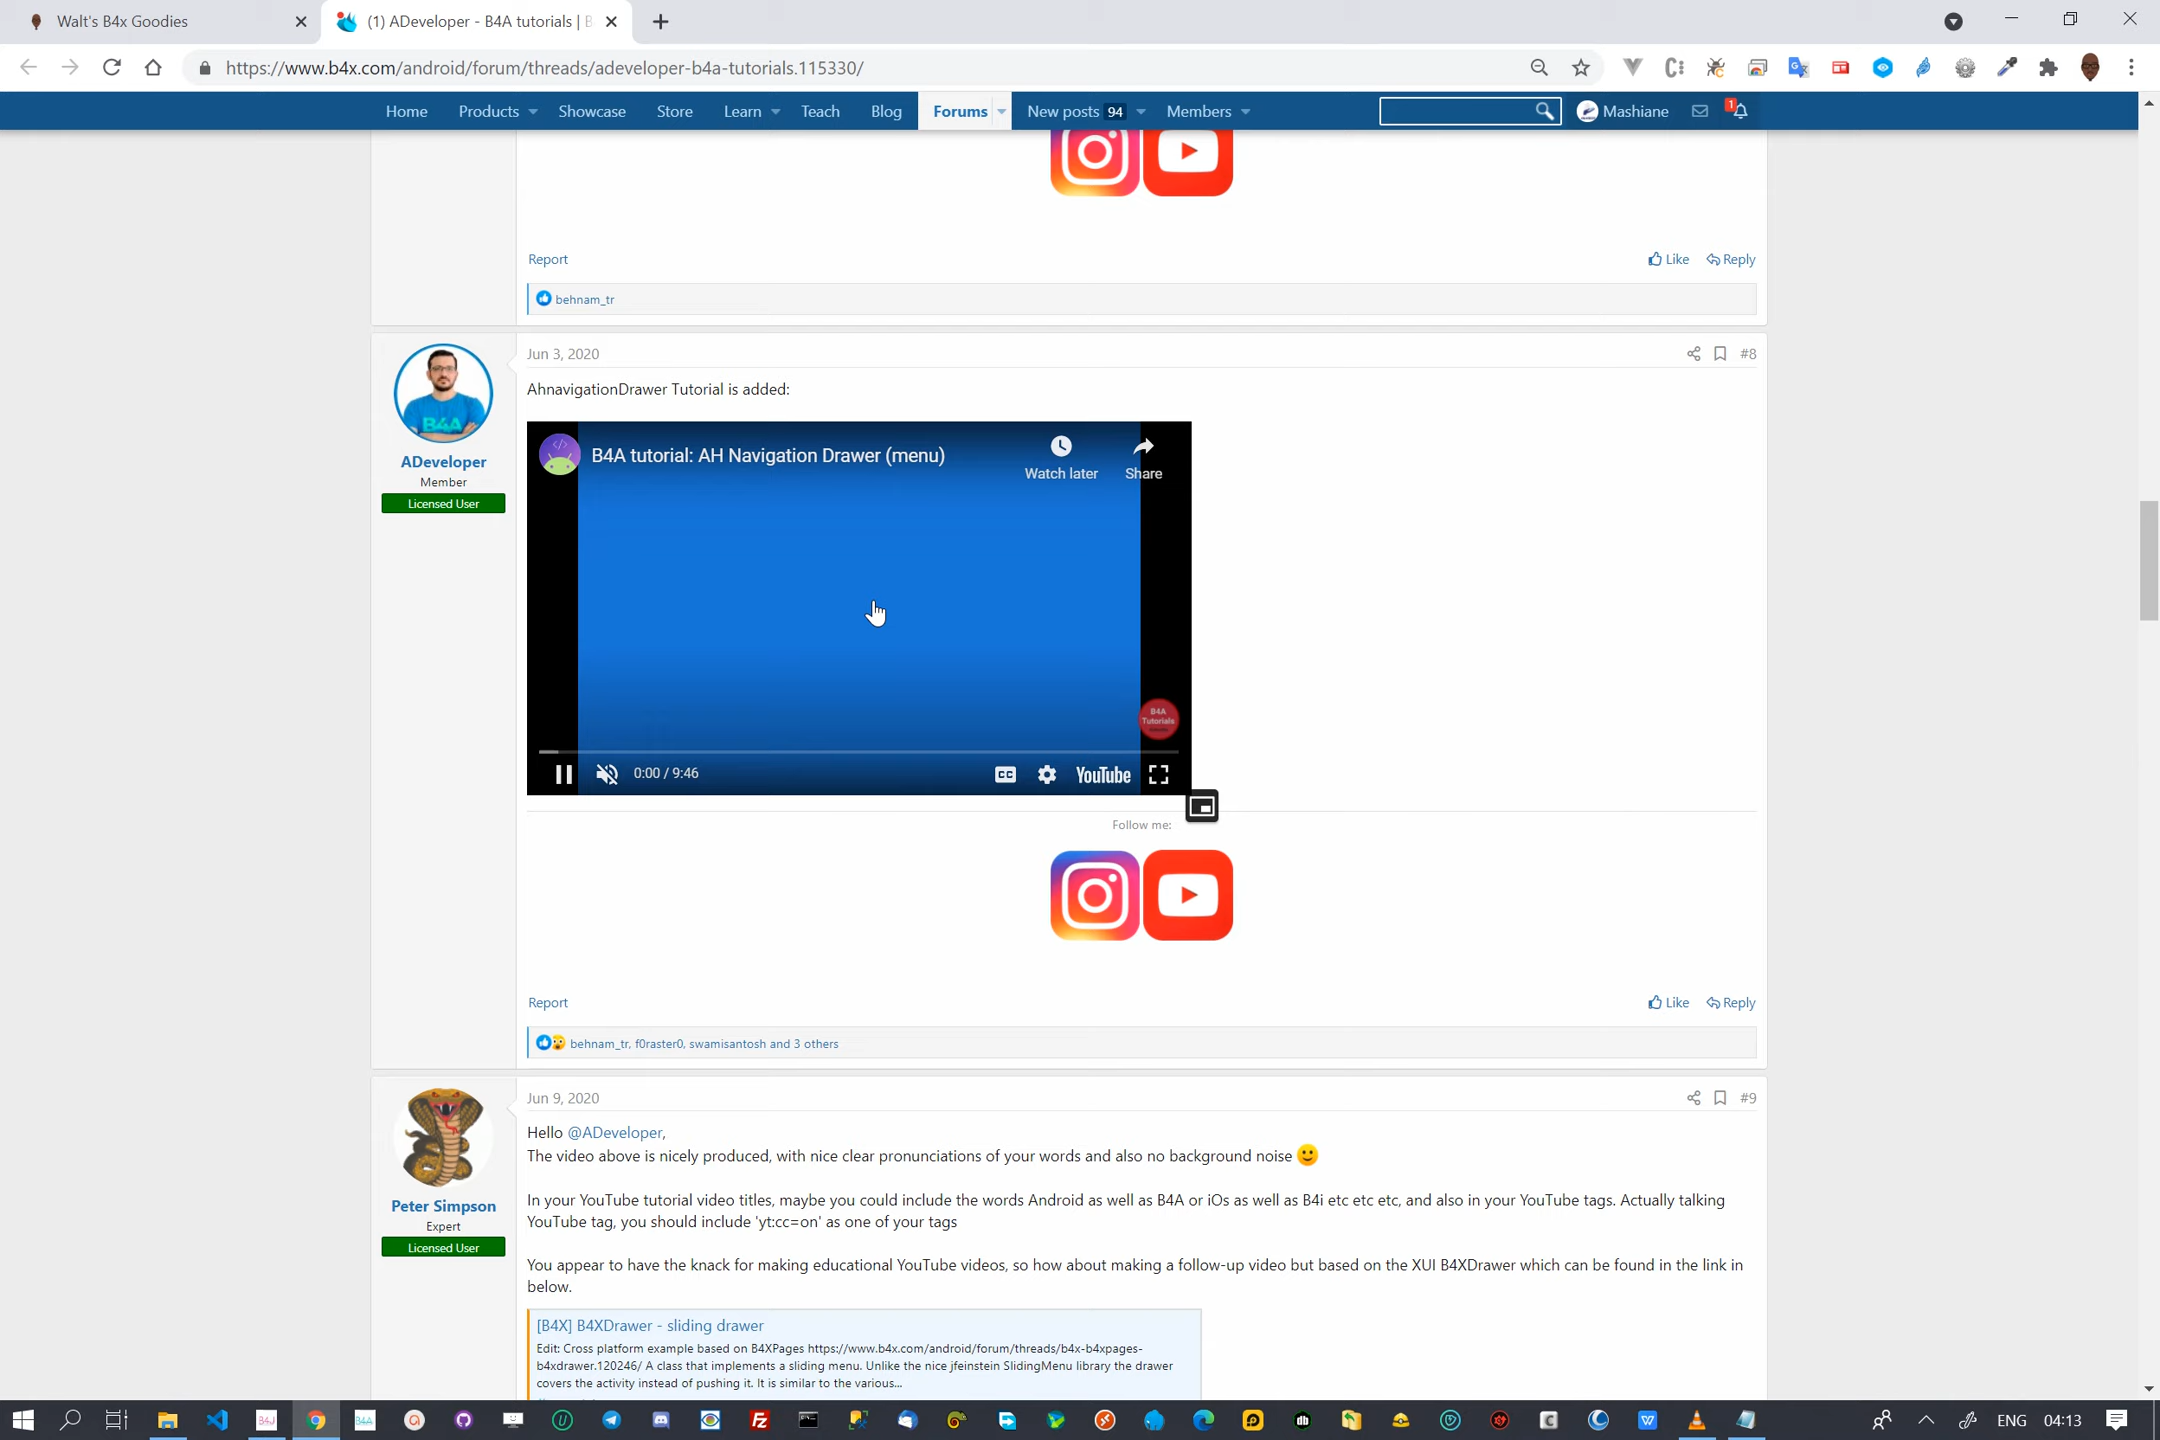 Walt's B4x Goodies
(1) ADeveloper - B4A tutorials | B
https://www.b4x.com/android/forum/threads/adeveloper-b4a-tutorials.115330/
Home Products Showcase Store Learn Teach Blog Forums New posts 94 Members Mashiane 1
Report Like Reply
behnam_tr
Jun 3, 2020 #8
AhnavigationDrawer Tutorial is added:
ADeveloper
Member
Licensed User
B4A
B4A tutorial: AH Navigation Drawer (menu)
Watch later Share
B4A
Tutorials
0:00 / 9:46 CC YouTube
Follow me:
Report Like Reply
behnam_tr, f0raster0, swamisantosh and 3 others
Jun 9, 2020 #9
Peter Simpson
Expert
Licensed User
Hello @ADeveloper,
The video above is nicely produced, with nice clear pronunciations of your words and also no background noise
In your YouTube tutorial video titles, maybe you could include the words Android as well as B4A or iOs as well as B4i etc etc etc, and also in your YouTube tags. Actually talking
YouTube tag, you should include 'yt:cc=on' as one of your tags
You appear to have the knack for making educational YouTube videos, so how about making a follow-up video but based on the XUI B4XDrawer which can be found in the link in
below.
[B4X] B4XDrawer - sliding drawer
Edit: Cross platform example based on B4XPages https://www.b4x.com/android/forum/threads/b4x-b4xpages-
b4xdrawer.120246/ A class that implements a sliding menu. Unlike the nice jfeinstein SlidingMenu library the drawer
covers the activity instead of pushing it. It is similar to the various...
B4J B4A ENG 04:13